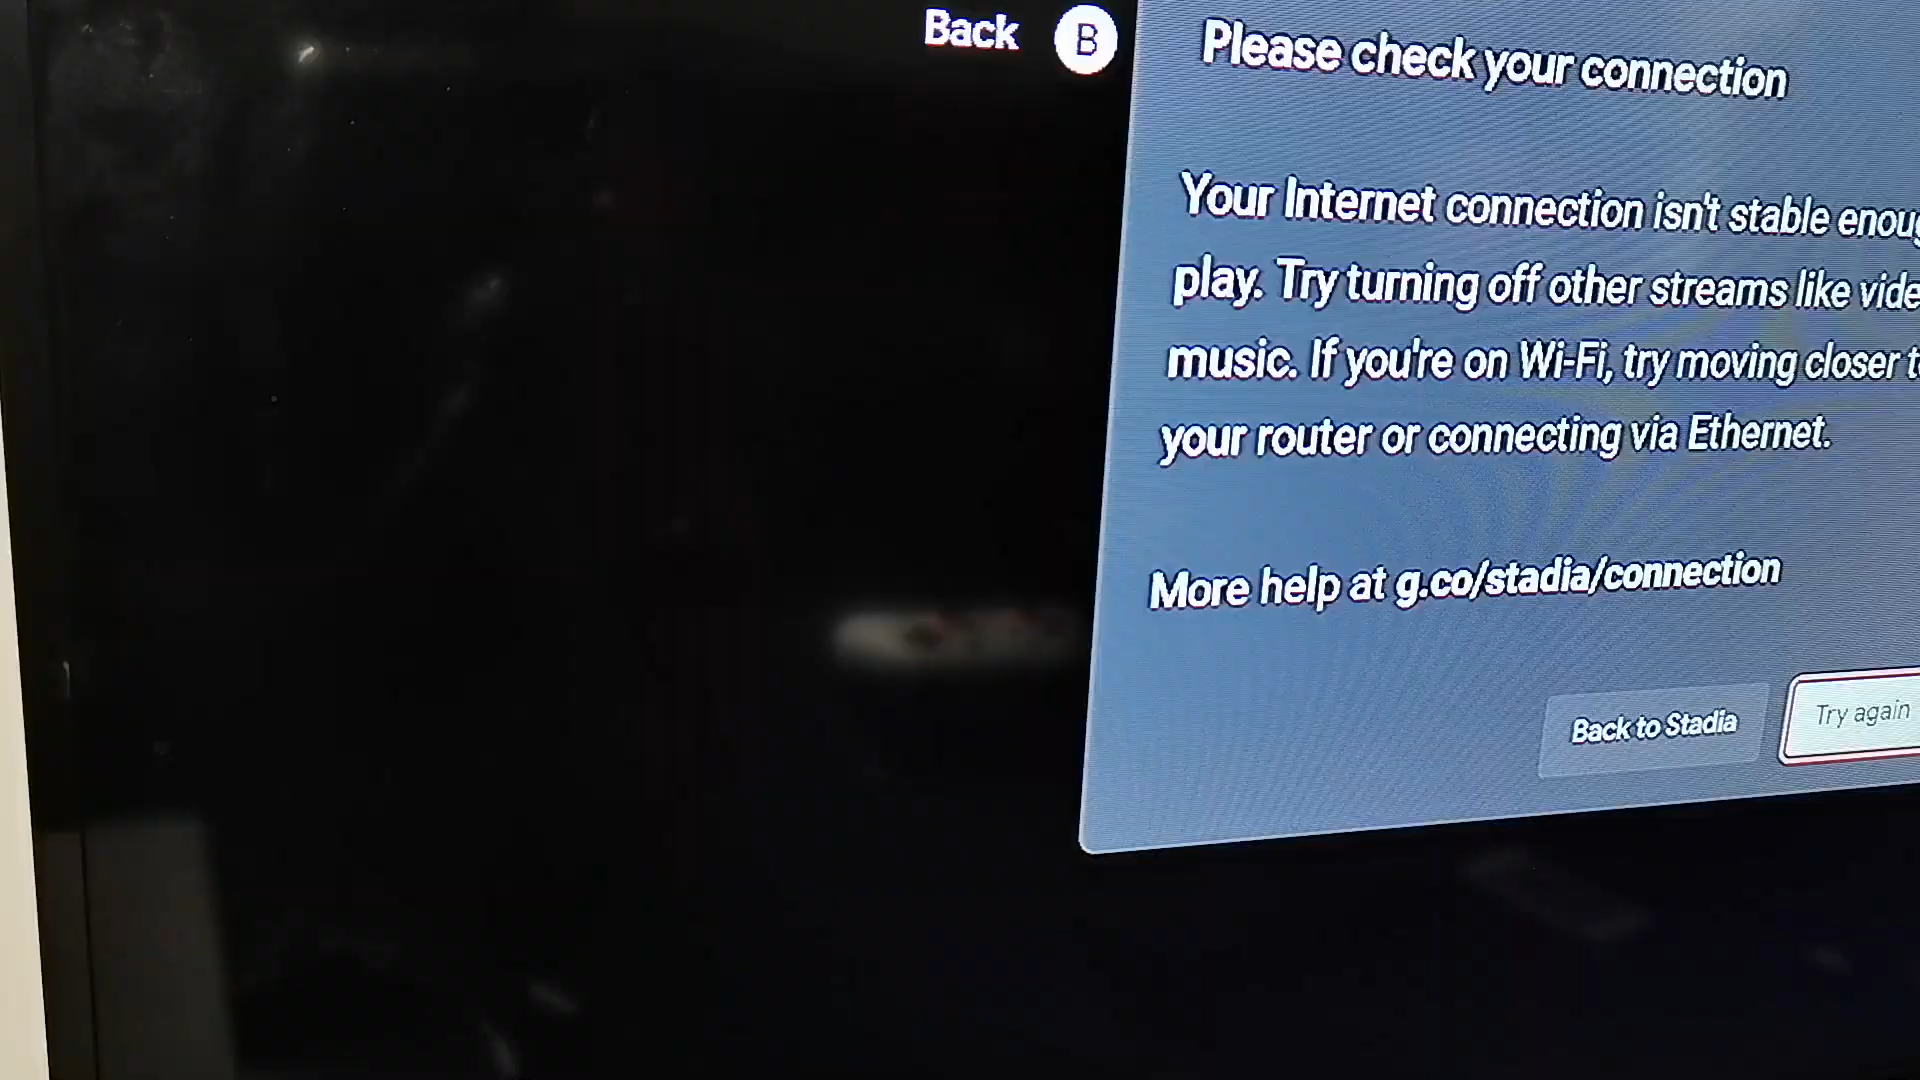 Back B
Please check your connection
Your Internet connection isn't stable
play. Try turning off other streams like
music. If you're on Wi-Fi, try moving closer
your router or connecting via Ethernet.
More help at g.co/stadia/connection
Back to Stadia
Try again